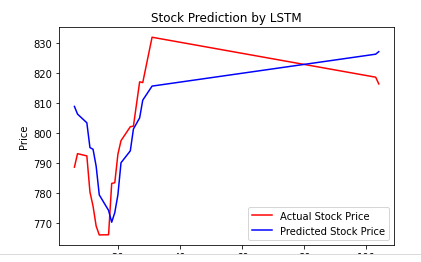 Stock Prediction by LSTM
830
820
810
800
790
780
770
Price
Actual Stock Price
Predicted Stock Price